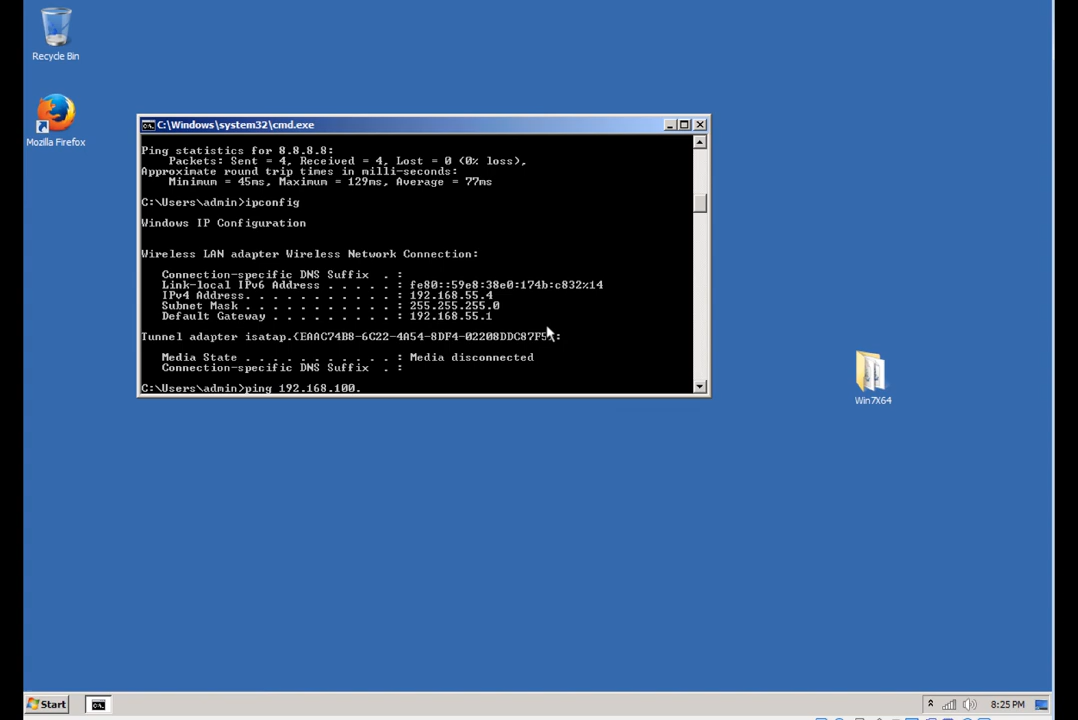 Recycle Bin
Mozilla Firefox
C:\Windows\system32\cmd.exe
Ping statistics for 8.8.8.8:
Packets: Sent = 4, Received = 4, Lost = 0 (0% loss),
Approximate round trip times in milli-seconds:
Minimum = 45ms, Maximum = 129ms, Average = 77ms
C:\Users\admin>ipconfig
Windows IP Configuration
Wireless LAN adapter Wireless Network Connection:
Connection-specific DNS Suffix . :
Link-local IPv6 Address . . . . . : fe80::59e8:38e0:174b:c832%14
IPv4 Address. . . . . . . . . . . : 192.168.55.4
Subnet Mask . . . . . . . . . . . : 255.255.255.0
Default Gateway . . . . . . . . . : 192.168.55.1
Tunnel adapter
Media State . . . . . . . . . . . : Media disconnected
Connection-specific DNS Suffix . :
C:\Users\admin>ping 192.168.100.
Win7X64
Start
8:25 PM